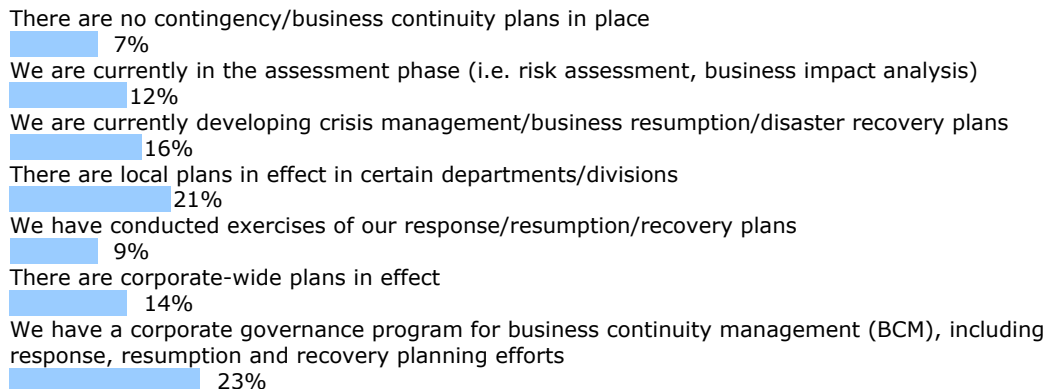 There are no contingency/business continuity plans in place
7%
We are currently in the assessment phase (i.e. risk assessment, business impact analysis)
12%
We are currently developing crisis management/business resumption/disaster recovery plans
16%
There are local plans in effect in certain departments/divisions
21%
We have conducted exercises of our response/resumption/recovery plans
9%
There are corporate-wide plans in effect
14%
We have a corporate governance program for business continuity management (BCM), including
response, resumption and recovery planning efforts
23%